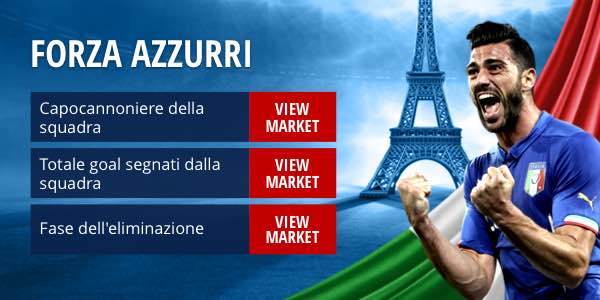 FORZA AZZURRI
Capocannoniere della
squadra
VIEW
MARKET
Totale goal segnati dalla
squadra
VIEW
MARKET
Fase dell'eliminazione
VIEW
MARKET